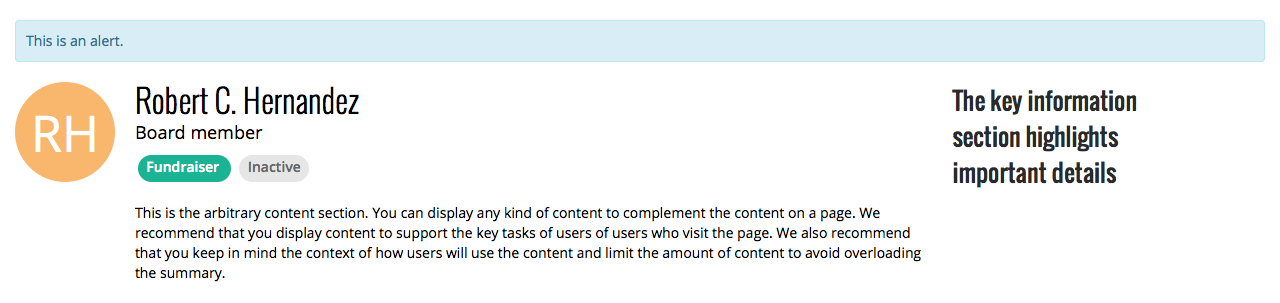 This is an alert.
RH
Robert C. Hernandez
Board member
Fundraiser Inactive
This is the arbitrary content section. You can display any kind of content to complement the content on a page. We
recommend that you display content to support the key tasks of users of users who visit the page. We also recommend
that you keep in mind the context of how users will use the content and limit the amount of content to avoid overloading
the summary.
The key information
section highlights
important details